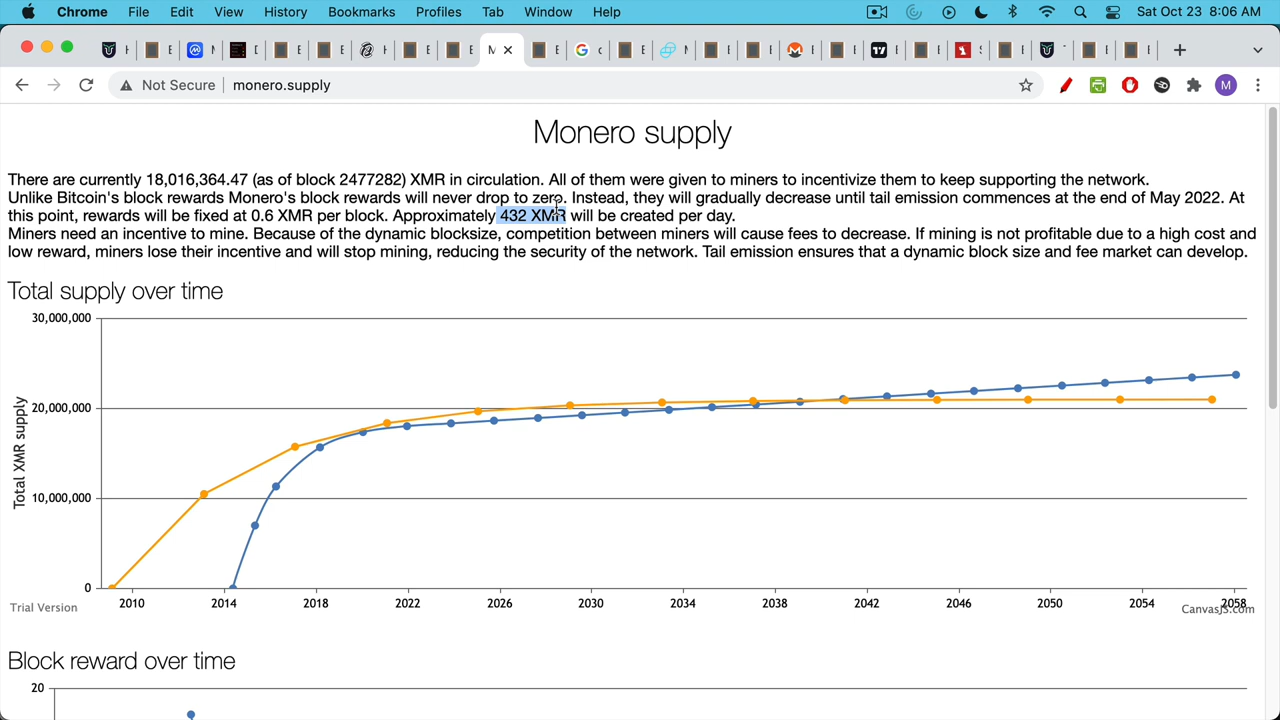 Chrome File Edit View History Bookmarks Profiles Tab Window Help Sat Oct 23 8:06 AM
Not Secure monero.supply M
Monero supply
There are currently 18,016,364.47 (as of block 2477282) XMR in circulation. All of them were given to miners to incentivize them to keep supporting the network.
Unlike Bitcoin's block rewards Monero's block rewards will never drop to zero. Instead, they will gradually decrease until tail emission commences at the end of May 2022. At
this point, rewards will be fixed at 0.6 XMR per block. Approximately 432 XMR will be created per day.
Miners need an incentive to mine. Because of the dynamic blocksize, competition between miners will cause fees to decrease. If mining is not profitable due to a high cost and
low reward, miners lose their incentive and will stop mining, reducing the security of the network. Tail emission ensures that a dynamic block size and fee market can develop.
Total supply over time
30,000,000
20,000,000
10,000,000
0
Total XMR supply
2010 2014 2018 2022 2026 2030 2034 2038 2042 2046 2050 2054 2058
Trial Version
CanvasJS.com
Block reward over time
20